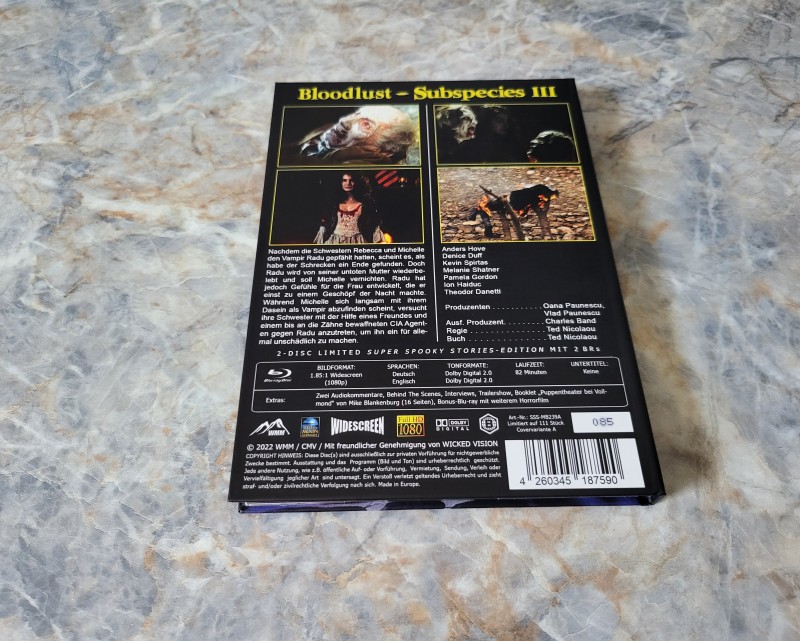 Bloodlust - Subspecies III
Nachdem die Schwestern Rebecca und Michelle
den Vampir Radu gepfählt hatten, scheint es, als
habe der Schrecken ein Ende gefunden. Doch
Radu wird von seiner untoten Mutter wiederbe-
lebt und soll Michelle vernichten. Radu hat
jedoch Gefühle für die Frau entwickelt, die er
einst zu einem Geschöpf der Nacht machte.
Während Michelle sich langsam mit ihrem
Dasein als Vampir abzufinden scheint, versucht
ihre Schwester mit der Hilfe eines Freundes und
einem bis an die Zähne bewaffneten CIA Agent-
en gegen Radu anzutreten, um ihn ein für alle-
mal unschädlich zu machen.
Anders Hove
Denice Duff
Kevin Spirtas
Melanie Shatner
Pamela Gordon
Ion Haiduc
Theodor Danetti
Produzenten . . . . . . . . . . . Oana Paunescu,
Vlad Paunescu
Ausf. Produzent. . . . . . . . . Charles Band
Regie . . . . . . . . . . . . . . . . Ted Nicolaou
Buch . . . . . . . . . . . . . . . . Ted Nicolaou
2-DISC LIMITED SUPER SPOOKY STORIES-EDITION MIT 2 BRs
Blu-ray Disc
BILDFORMAT: SPRACHEN: TONFORMATE: LAUFZEIT: UNTERTITEL:
1.85:1 Widescreen Deutsch Dolby Digital 2.0 82 Minuten Keine
(1080p) Englisch Dolby Digital 2.0
Extras: Zwei Audiokommentare, Behind The Scenes, Interviews, Trailershow, Booklet „Puppentheater bei Voll-
mond" von Mike Blankenburg (16 Seiten), Bonus-Blu-ray mit weiterem Horrorfilm
WMM
WIDESCREEN
Full HD
1080
DOLBY
DIGITAL
B
Art.-Nr.: SSS-MB239A
Limitiert auf 111 Stück
Covervariante A
085
© 2022 WMM / CMV / Mit freundlicher Genehmigung von WICKED VISION
COPYRIGHT HINWEIS: Diese Disc(s) sind ausschließlich zur privaten Vorführung für nichtgewerbliche
Zwecke bestimmt. Ausstattung und das Programm (Bild und Ton) sind urheberrechtlich geschützt.
Jede andere Nutzung, wie z.B. öffentliche Auf- oder Vorführung, Vermietung, Sendung, Verleih oder
Vervielfältigung jeglicher Art sind untersagt. Ein Verstoß verletzt geltendes Urheberrecht und zieht
straf- und/oder zivilrechtliche Verfolgung nach sich. Made in Europe.
4 260345 187590